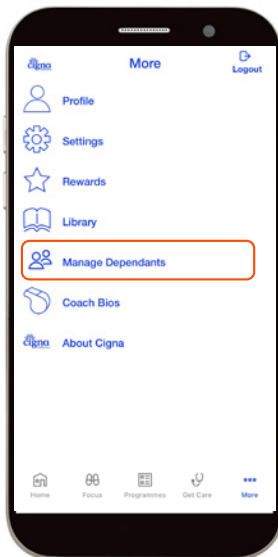 Cigna
More
Logout
Profile
Settings
Rewards
Library
Manage Dependants
Coach Bios
Cigna
About Cigna
Home
Focus
Programmes
Get Care
More